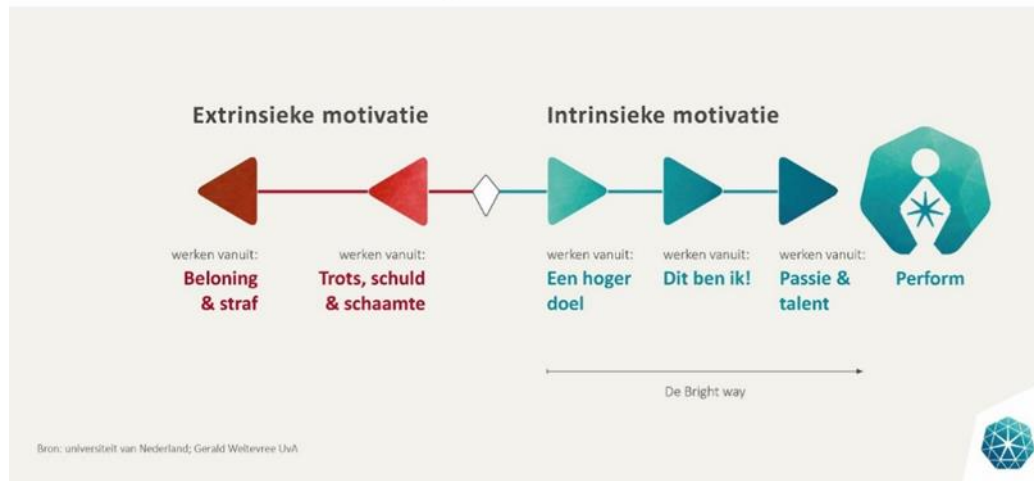 Extrinsieke motivatie
Intrinsieke motivatie
werken vanuit:
Beloning
& straf
werken vanuit:
Trots, schuld
& schaamte
werken vanuit:
Een hoger
doel
werken vanuit:
Dit ben ik!
werken vanuit:
Passie &
talent
Perform
De Bright way
Bron: universiteit van Nederland; Gerald Weltevree UvA